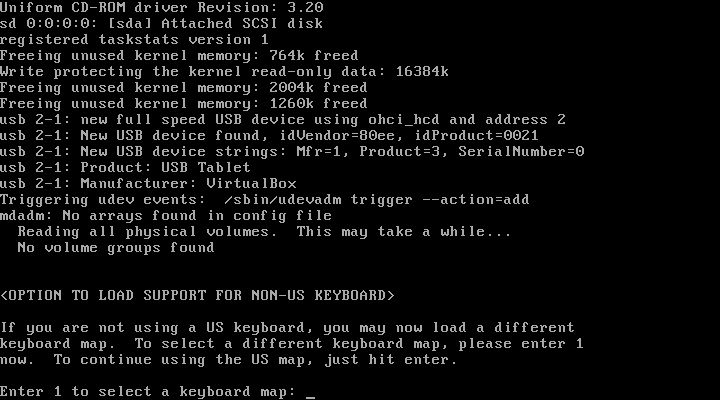 Uniform CD-ROM driver Revision: 3.20
sd 0:0:0:0: [sda] Attached SCSI disk
registered taskstats version 1
Freeing unused kernel memory: 764k freed
Write protecting the kernel read-only data: 16384k
Freeing unused kernel memory: 2004k freed
Freeing unused kernel memory: 1260k freed
usb 2-1: new full speed USB device using ohci_hcd and address 2
usb 2-1: New USB device found, idVendor=80ee, idProduct=0021
usb 2-1: New USB device strings: Mfr=1, Product=3, SerialNumber=0
usb 2-1: Product: USB Tablet
usb 2-1: Manufacturer: VirtualBox
Triggering udev events:  /sbin/udevadm trigger --action=add
mdadm: No arrays found in config file
  Reading all physical volumes.  This may take a while...
  No volume groups found
<OPTION TO LOAD SUPPORT FOR NON-US KEYBOARD>
If you are not using a US keyboard, you may now load a different
keyboard map.  To select a different keyboard map, please enter 1
now.  To continue using the US map, just hit enter.
Enter 1 to select a keyboard map: _